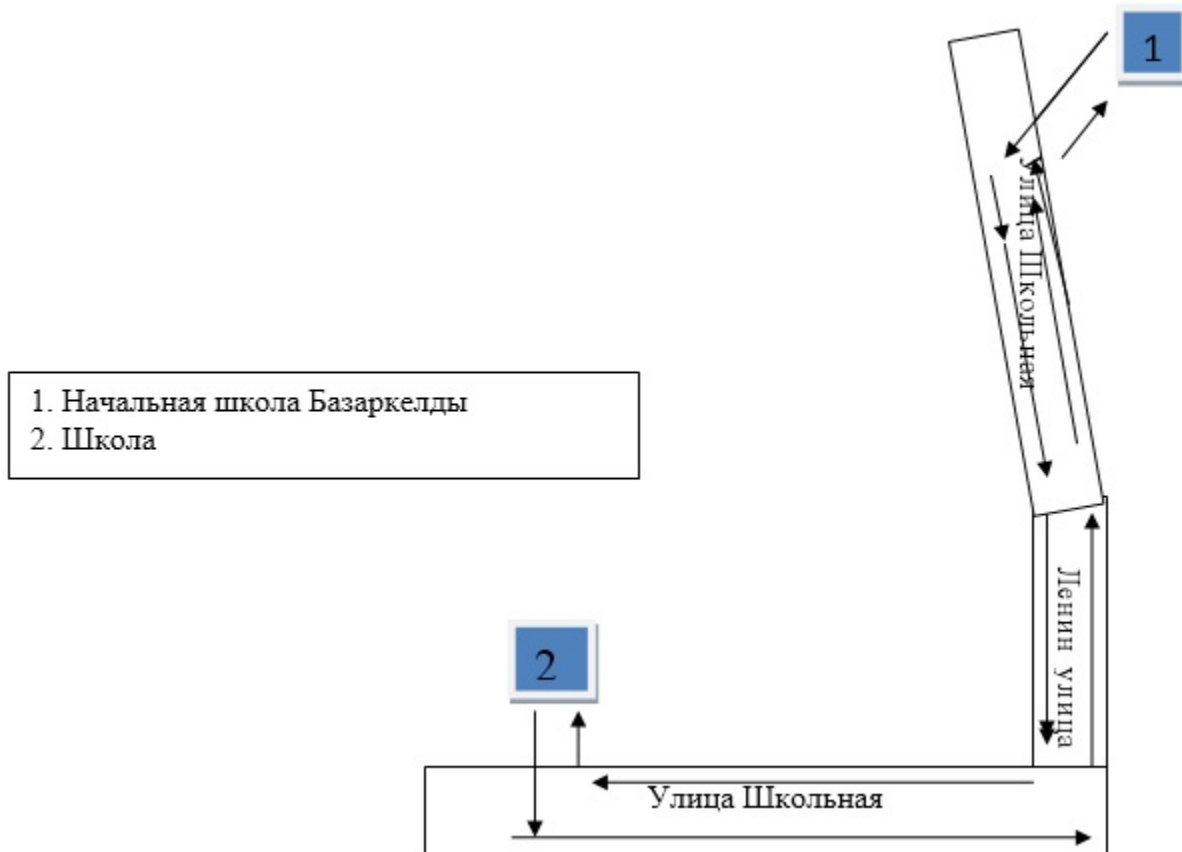 1
Улица Школьная
1. Начальная школа Базаркелды
2. Школа
Ленин улица
2
Улица Школьная